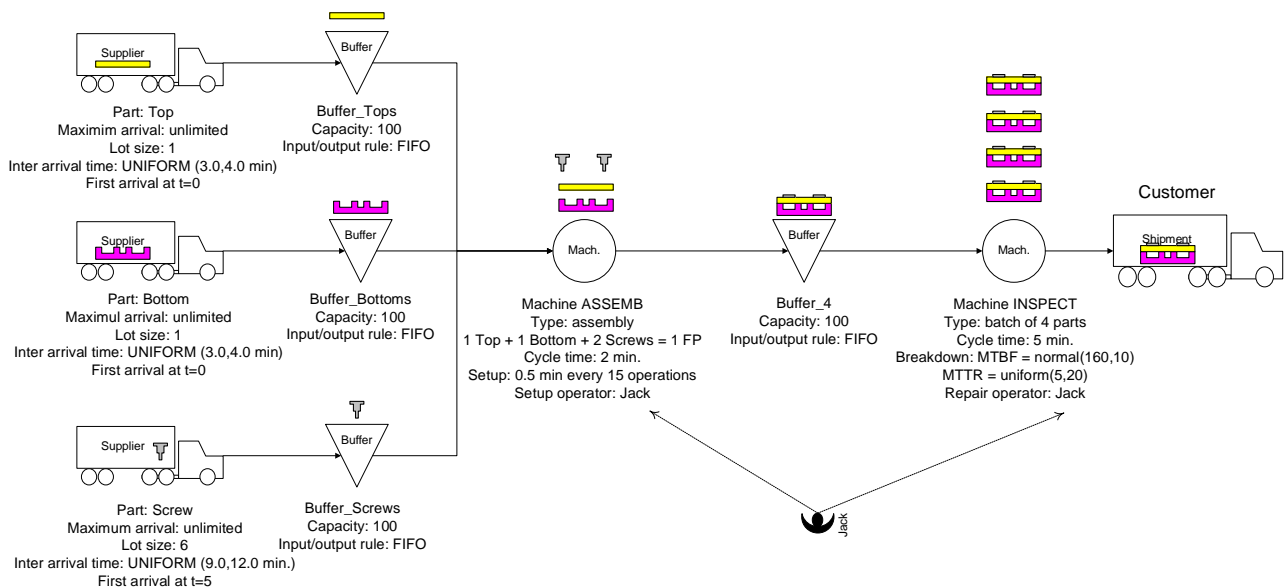 Supplier
Part: Top
Maximim arrival: unlimited
Lot size: 1
Inter arrival time: UNIFORM (3.0,4.0 min)
First arrival at t=0
Buffer
Buffer_Tops
Capacity: 100
Input/output rule: FIFO
Supplier
Part: Bottom
Maximul arrival: unlimited
Lot size: 1
Inter arrival time: UNIFORM (3.0,4.0 min)
First arrival at t=0
Buffer
Buffer_Bottoms
Capacity: 100
Input/output rule: FIFO
Supplier
Part: Screw
Maximum arrival: unlimited
Lot size: 6
Inter arrival time: UNIFORM (9.0,12.0 min.)
First arrival at t=5
Buffer
Buffer_Screws
Capacity: 100
Input/output rule: FIFO
Mach.
Machine ASSEMB
Type: assembly
1 Top + 1 Bottom + 2 Screws = 1 FP
Cycle time: 2 min.
Setup: 0.5 min every 15 operations
Setup operator: Jack
Buffer
Buffer_4
Capacity: 100
Input/output rule: FIFO
Mach.
Machine INSPECT
Type: batch of 4 parts
Cycle time: 5 min.
Breakdown: MTBF = normal(160,10)
MTTR = uniform(5,20)
Repair operator: Jack
Customer
Shipment
Jack